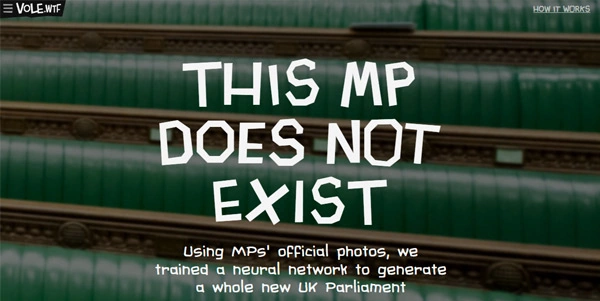 VOLE.WTF
HOW IT WORKS
THIS MP
DOES NOT
EXIST
Using MPs' official photos, we
trained a neural network to generate
a whole new UK Parliament